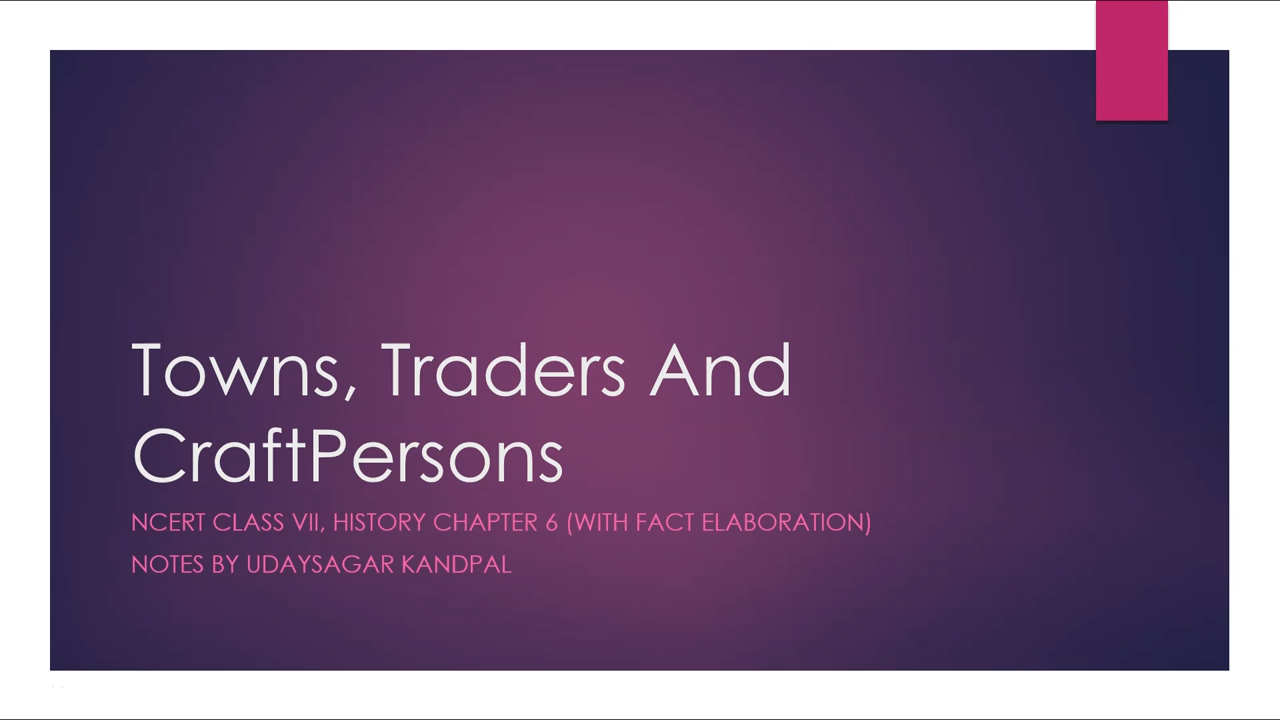 Towns, Traders And
CraftPersons
NCERT CLASS VII, HISTORY CHAPTER 6 (WITH FACT ELABORATION)
NOTES BY UDAYSAGAR KANDPAL